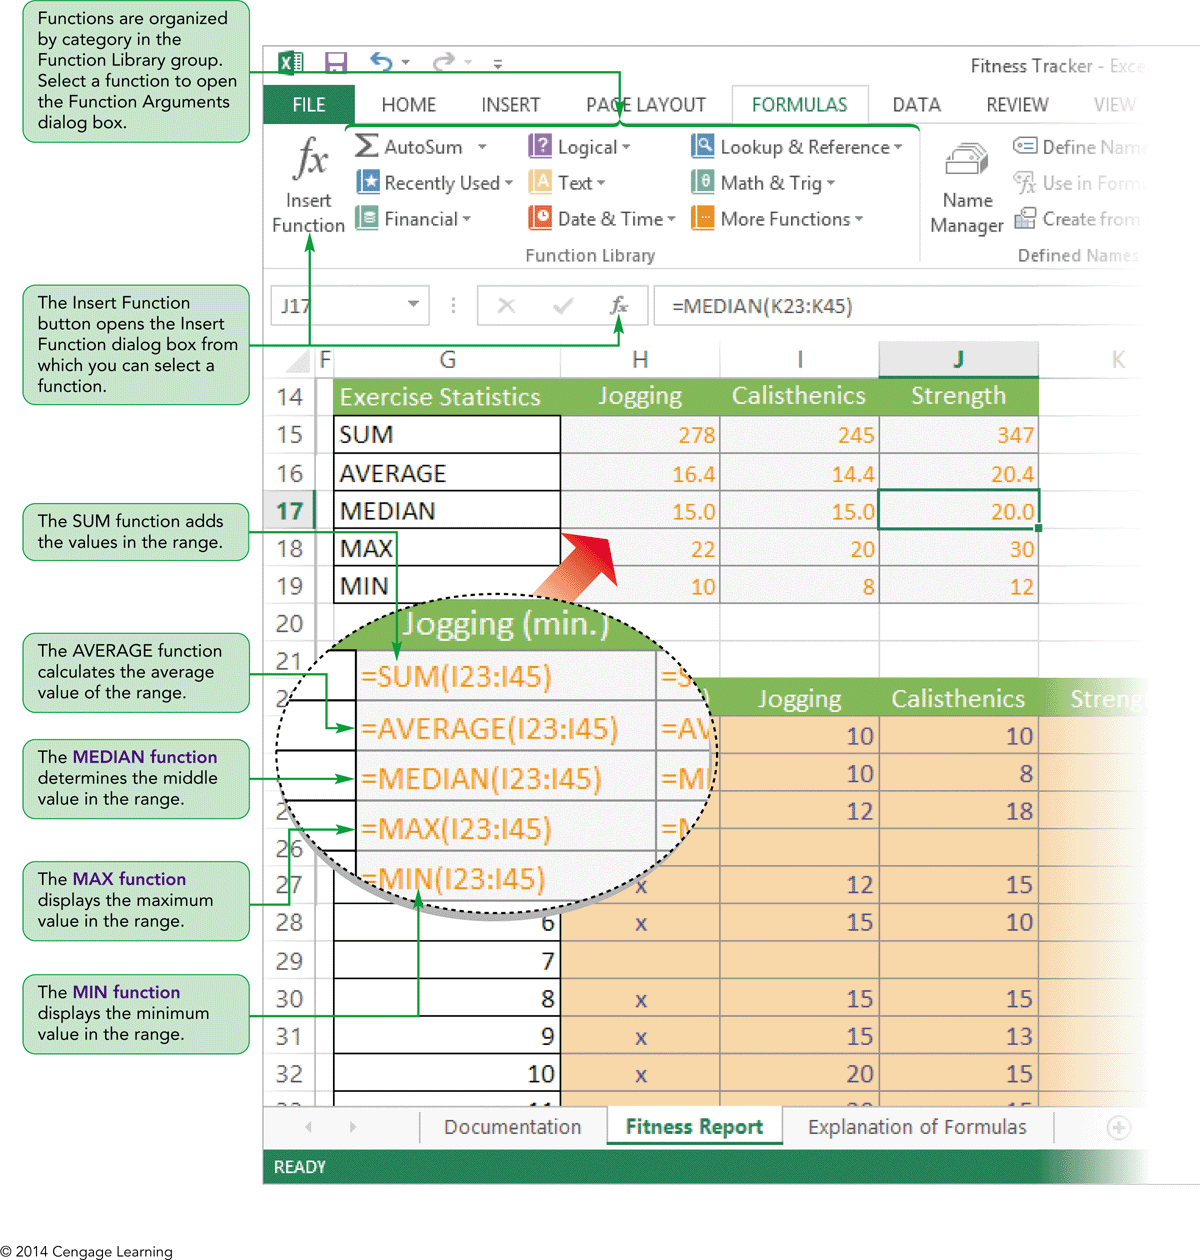 Functions are organized
by category in the
Function Library group.
Select a function to open
the Function Arguments
dialog box.
Fitness Tracker - Exce
FILE HOME INSERT PAGE LAYOUT FORMULAS DATA REVIEW VIEW
fx Insert Function
Σ AutoSum
Recently Used
Financial
Logical
Text
Date & Time
Lookup & Reference
Math & Trig
More Functions
Function Library
Name Manager
Define Name
Use in Formu
Create from
Defined Names
The Insert Function
button opens the Insert
Function dialog box from
which you can select a
function.
J17 fx =MEDIAN(K23:K45)
F G H I J K
14 Exercise Statistics Jogging Calisthenics Strength
15 SUM 278 245 347
16 AVERAGE 16.4 14.4 20.4
17 MEDIAN 15.0 15.0 20.0
18 MAX 22 20 30
19 MIN 10 8 12
20
21
The SUM function adds
the values in the range.
The AVERAGE function
calculates the average
value of the range.
The MEDIAN function
determines the middle
value in the range.
The MAX function
displays the maximum
value in the range.
The MIN function
displays the minimum
value in the range.
Jogging (min.)
=SUM(I23:I45) =S
=AVERAGE(I23:I45) =AV
=MEDIAN(I23:I45) =ME
=MAX(I23:I45)
=MIN(I23:I45)
Jogging Calisthenics Strengt
10 10
10 8
12 18
26
27 x 12 15
28 6 x 15 10
29 7
30 8 x 15 15
31 9 x 15 13
32 10 x 20 15
Documentation Fitness Report Explanation of Formulas
READY
© 2014 Cengage Learning